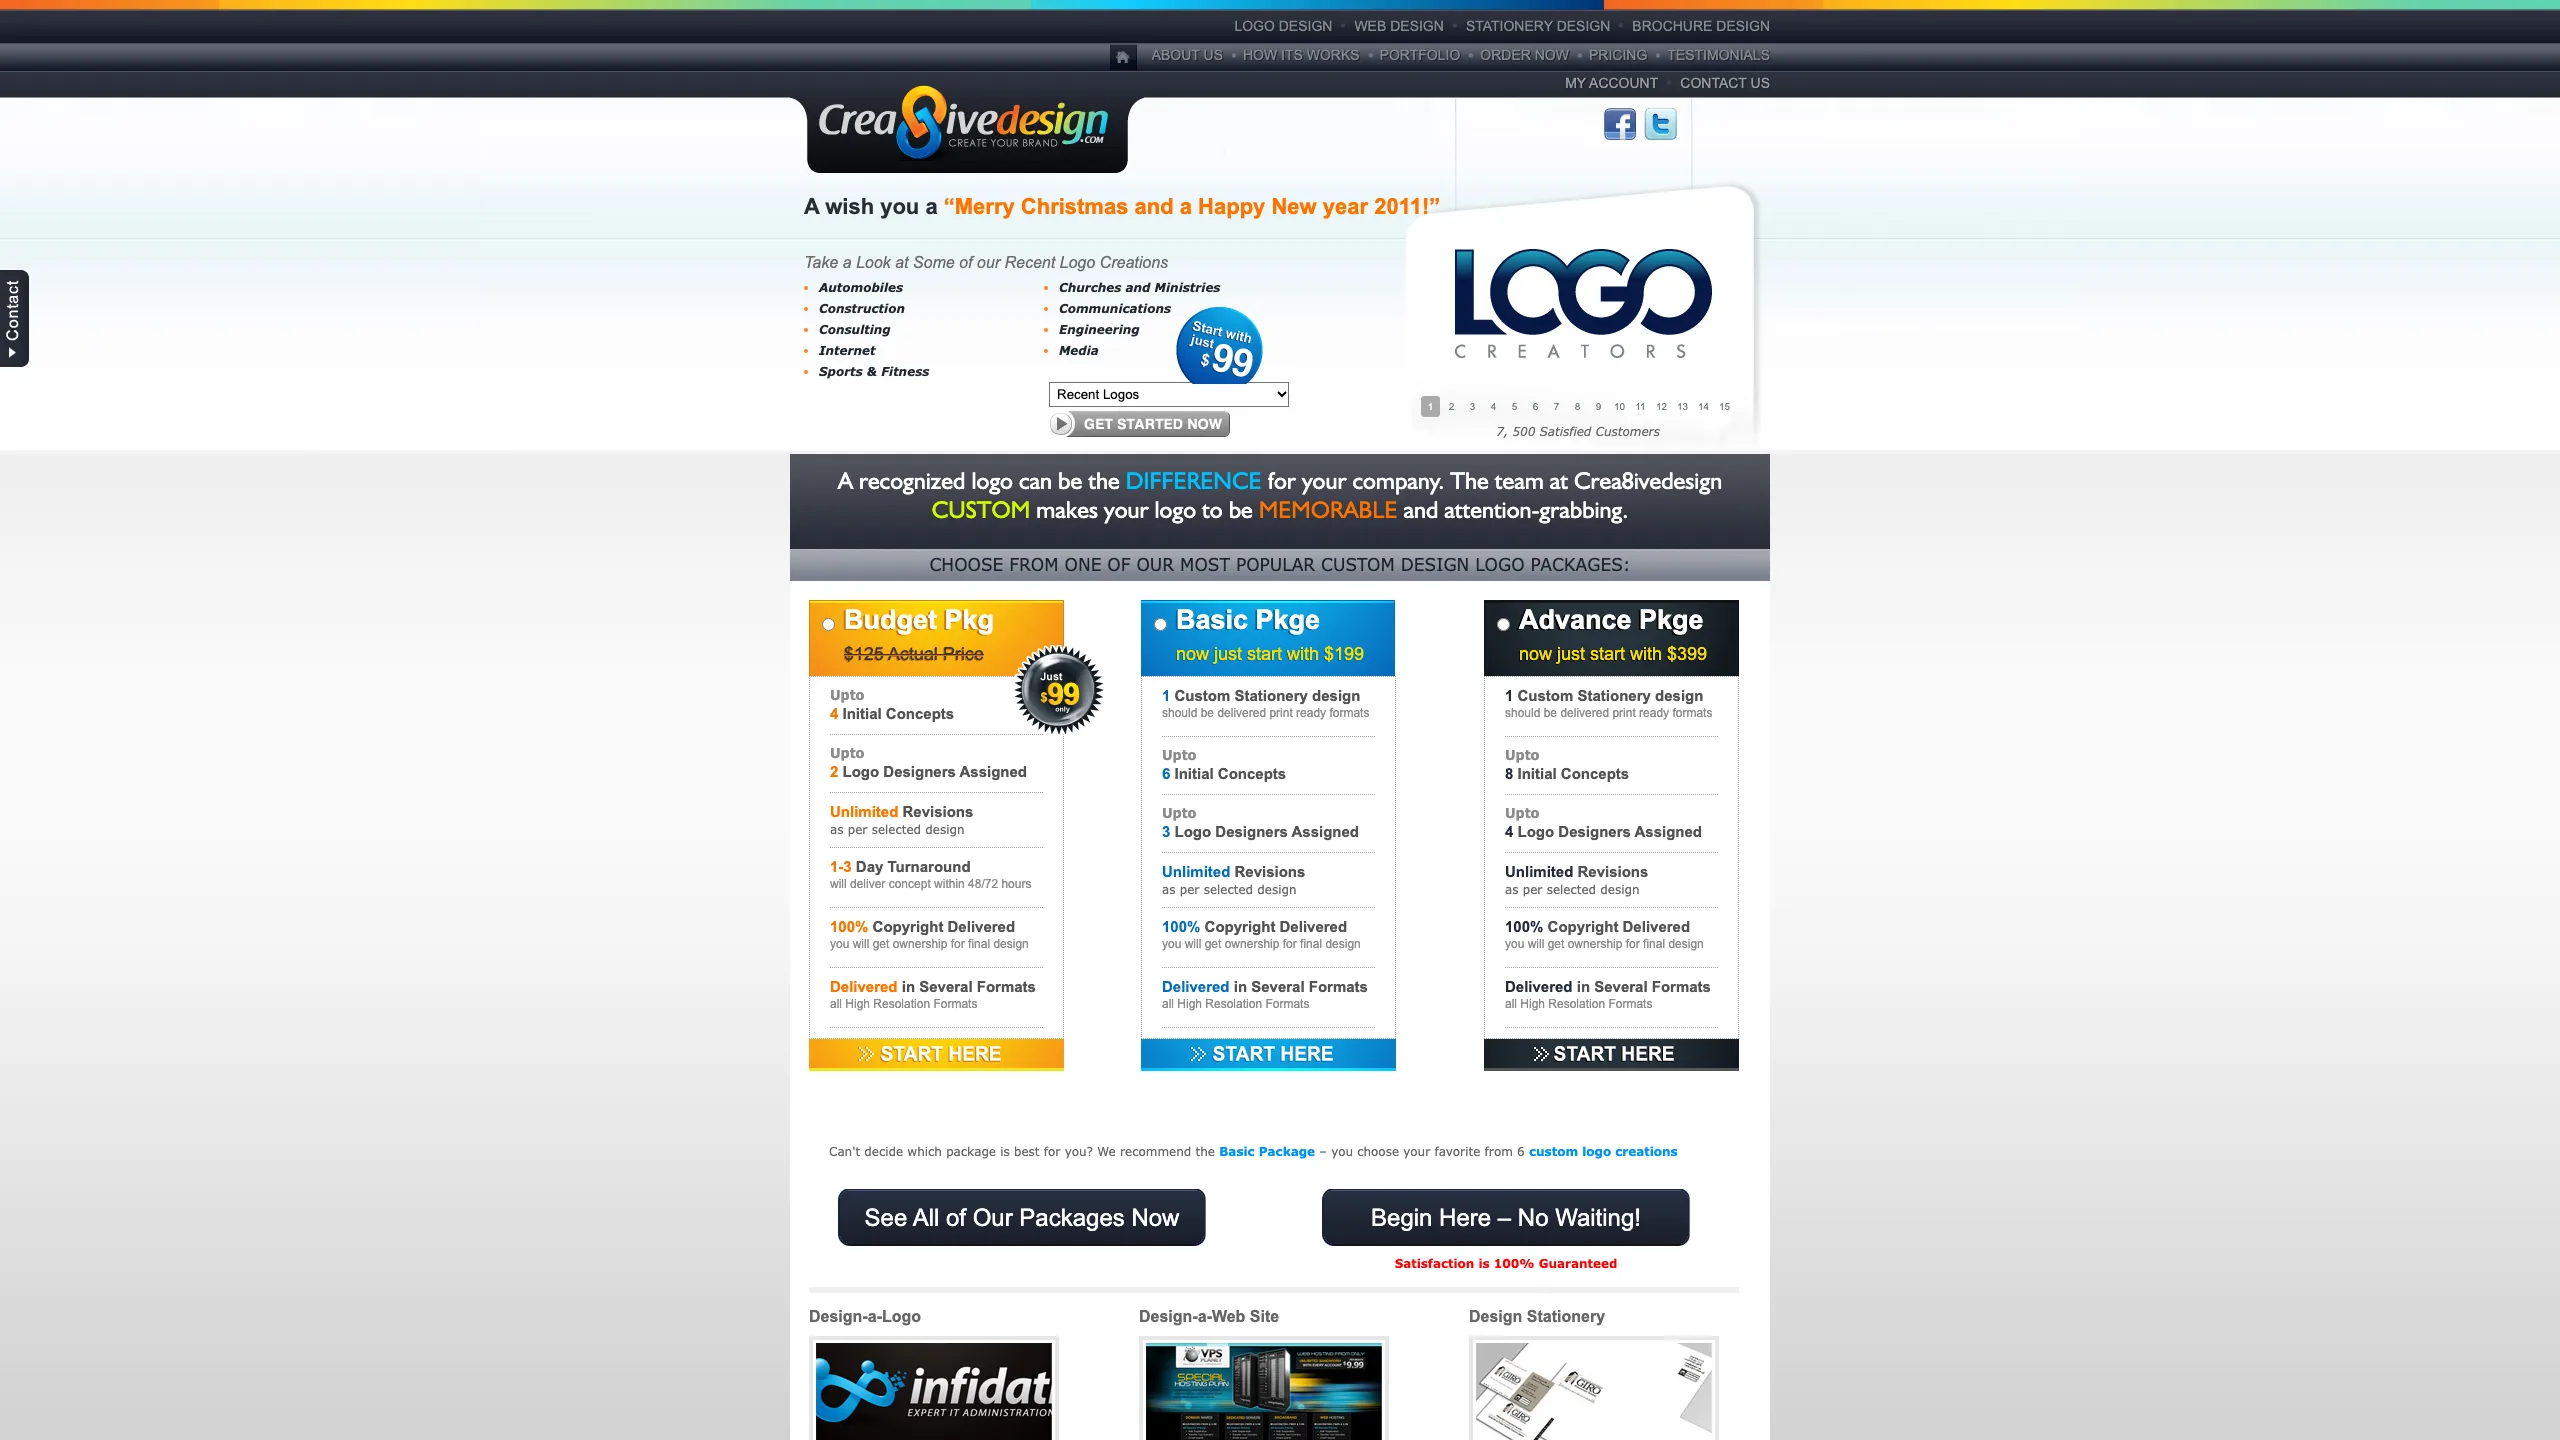 LOGO DESIGN • WEB DESIGN • STATIONERY DESIGN • BROCHURE DESIGN
ABOUT US • HOW ITS WORKS • PORTFOLIO • ORDER NOW • PRICING • TESTIMONIALS
MY ACCOUNT • CONTACT US
Crea8ivedesign.COM
CREATE YOUR BRAND
A wish you a “Merry Christmas and a Happy New year 2011!”
Contact
Take a Look at Some of our Recent Logo Creations
Automobiles
Construction
Consulting
Internet
Sports & Fitness
Churches and Ministries
Communications
Engineering
Media
Start with
just
$99
Recent Logos
GET STARTED NOW
LOGO
CREATORS
1 2 3 4 5 6 7 8 9 10 11 12 13 14 15
7, 500 Satisfied Customers
A recognized logo can be the DIFFERENCE for your company. The team at Crea8ivedesign
CUSTOM makes your logo to be MEMORABLE and attention-grabbing.
CHOOSE FROM ONE OF OUR MOST POPULAR CUSTOM DESIGN LOGO PACKAGES:
Budget Pkg
$125 Actual Price
Just
$99
only
Upto
4 Initial Concepts
Upto
2 Logo Designers Assigned
Unlimited Revisions
as per selected design
1-3 Day Turnaround
will deliver concept within 48/72 hours
100% Copyright Delivered
you will get ownership for final design
Delivered in Several Formats
all High Resolation Formats
START HERE
Basic Pkge
now just start with $199
1 Custom Stationery design
should be delivered print ready formats
Upto
6 Initial Concepts
Upto
3 Logo Designers Assigned
Unlimited Revisions
as per selected design
100% Copyright Delivered
you will get ownership for final design
Delivered in Several Formats
all High Resolation Formats
START HERE
Advance Pkge
now just start with $399
1 Custom Stationery design
should be delivered print ready formats
Upto
8 Initial Concepts
Upto
4 Logo Designers Assigned
Unlimited Revisions
as per selected design
100% Copyright Delivered
you will get ownership for final design
Delivered in Several Formats
all High Resolation Formats
START HERE
Can't decide which package is best for you? We recommend the Basic Package – you choose your favorite from 6 custom logo creations
See All of Our Packages Now
Begin Here – No Waiting!
Satisfaction is 100% Guaranteed
Design-a-Logo
Design-a-Web Site
Design Stationery
infidat
EXPERT IT ADMINISTRATION
VPS
PLANET
WEB HOSTING FROM ONLY
$9.99
SPECIAL
HOSTING PLAN
DOMAIN NAMES
DEDICATED SERVERS
BROADBAND
WEB HOSTING
GIRO
GIRO
GIRO